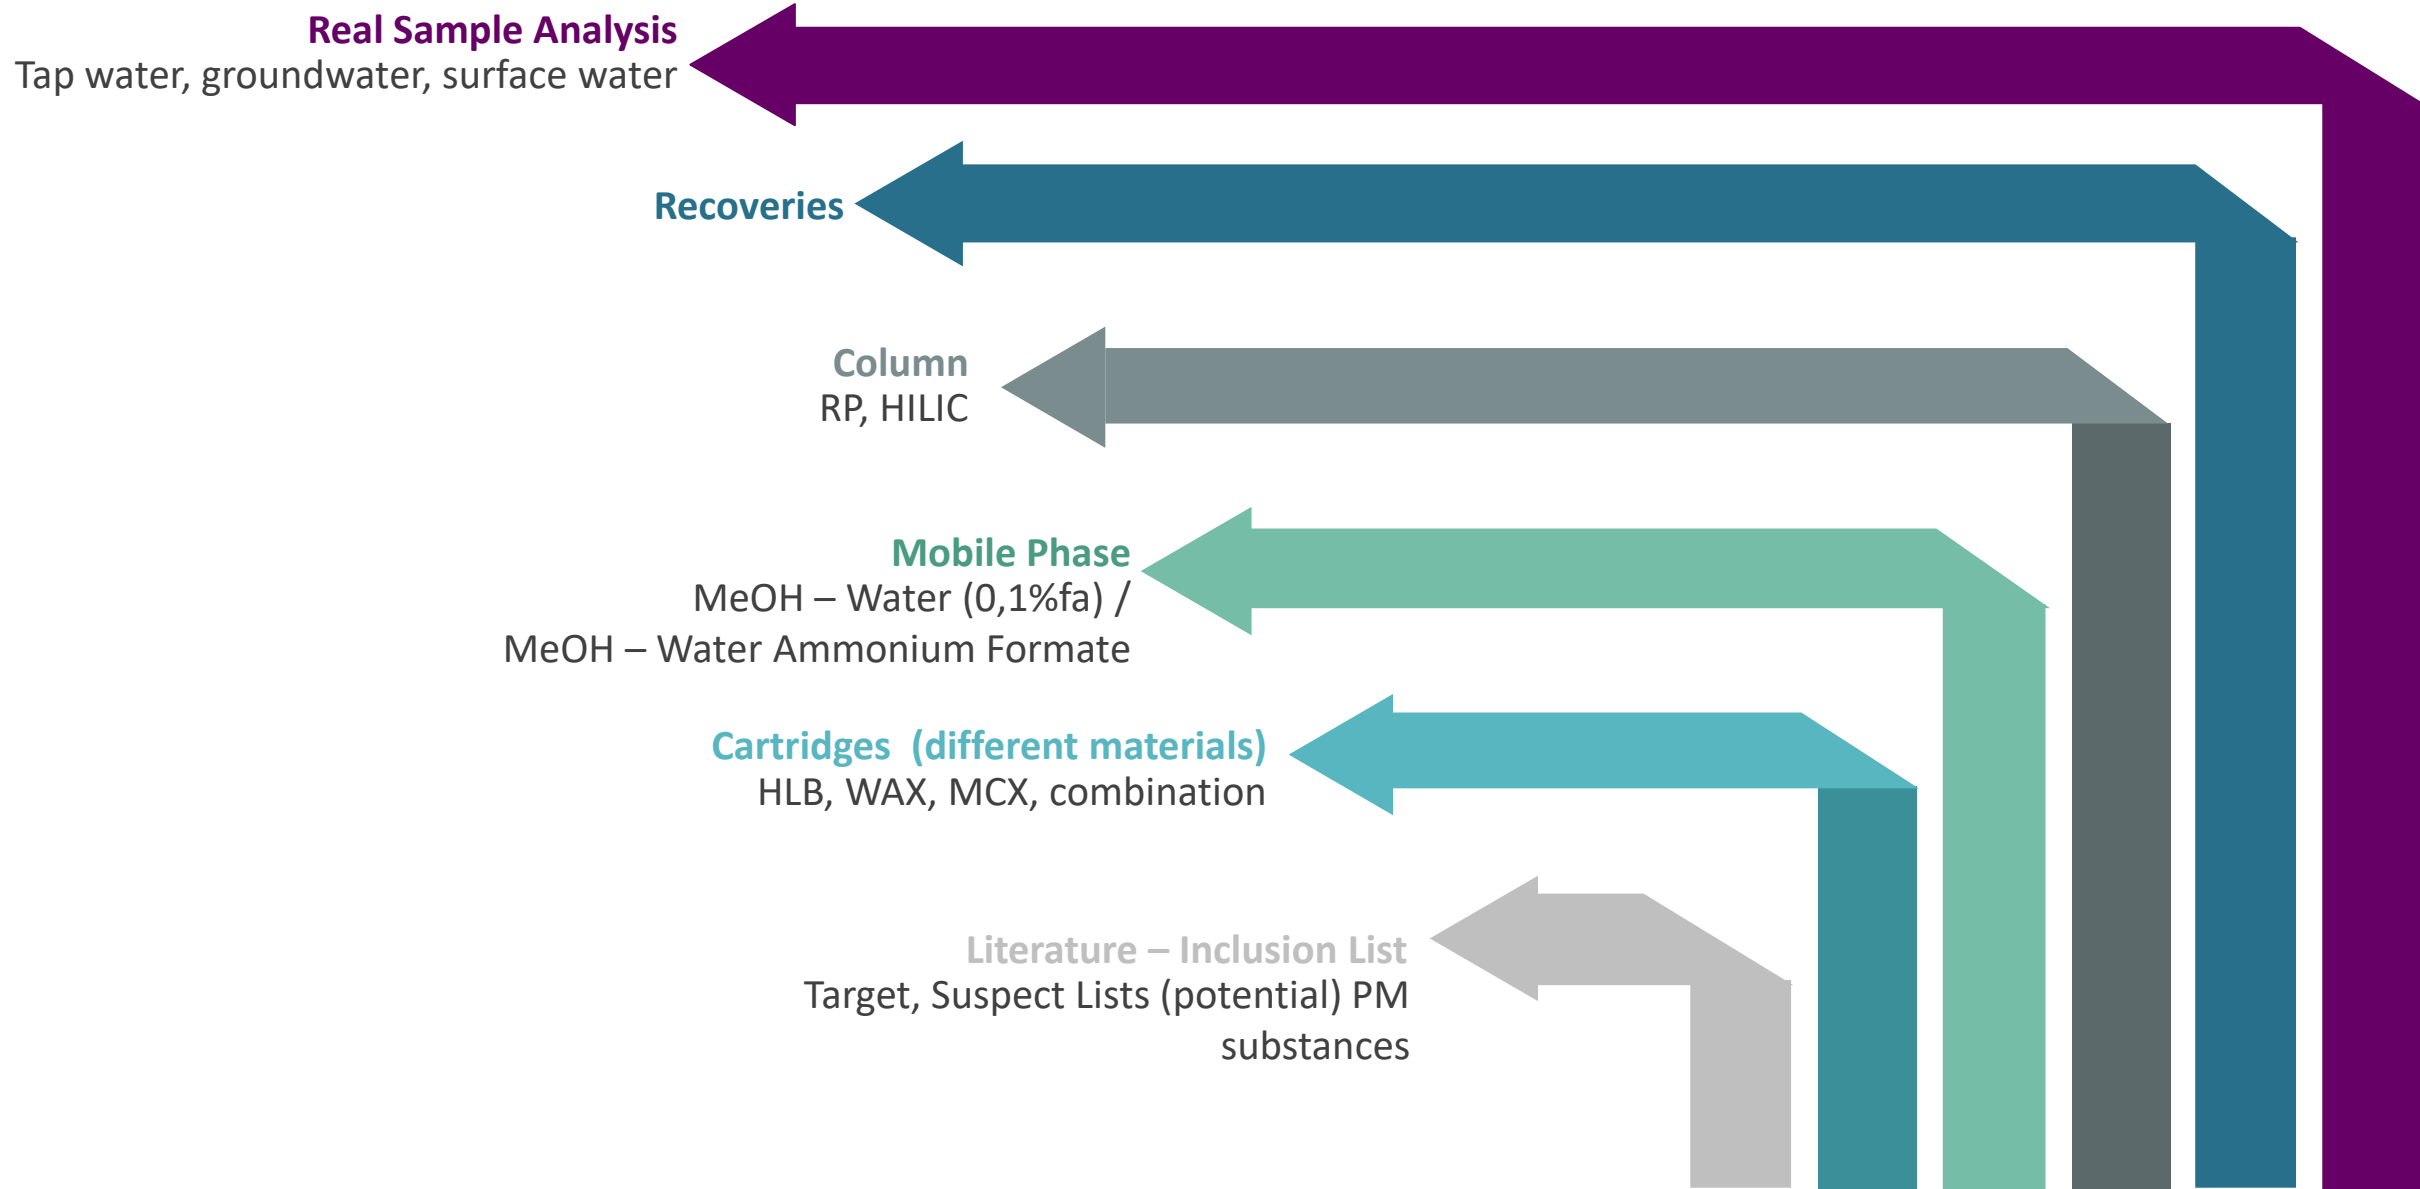 Real Sample Analysis
Tap water, groundwater, surface water
Recoveries
Column
RP, HILIC
Mobile Phase
MeOH – Water (0,1%fa) /
MeOH – Water Ammonium Formate
Cartridges  (different materials)
HLB, WAX, MCX, combination
Literature – Inclusion List
Target, Suspect Lists (potential) PM
substances